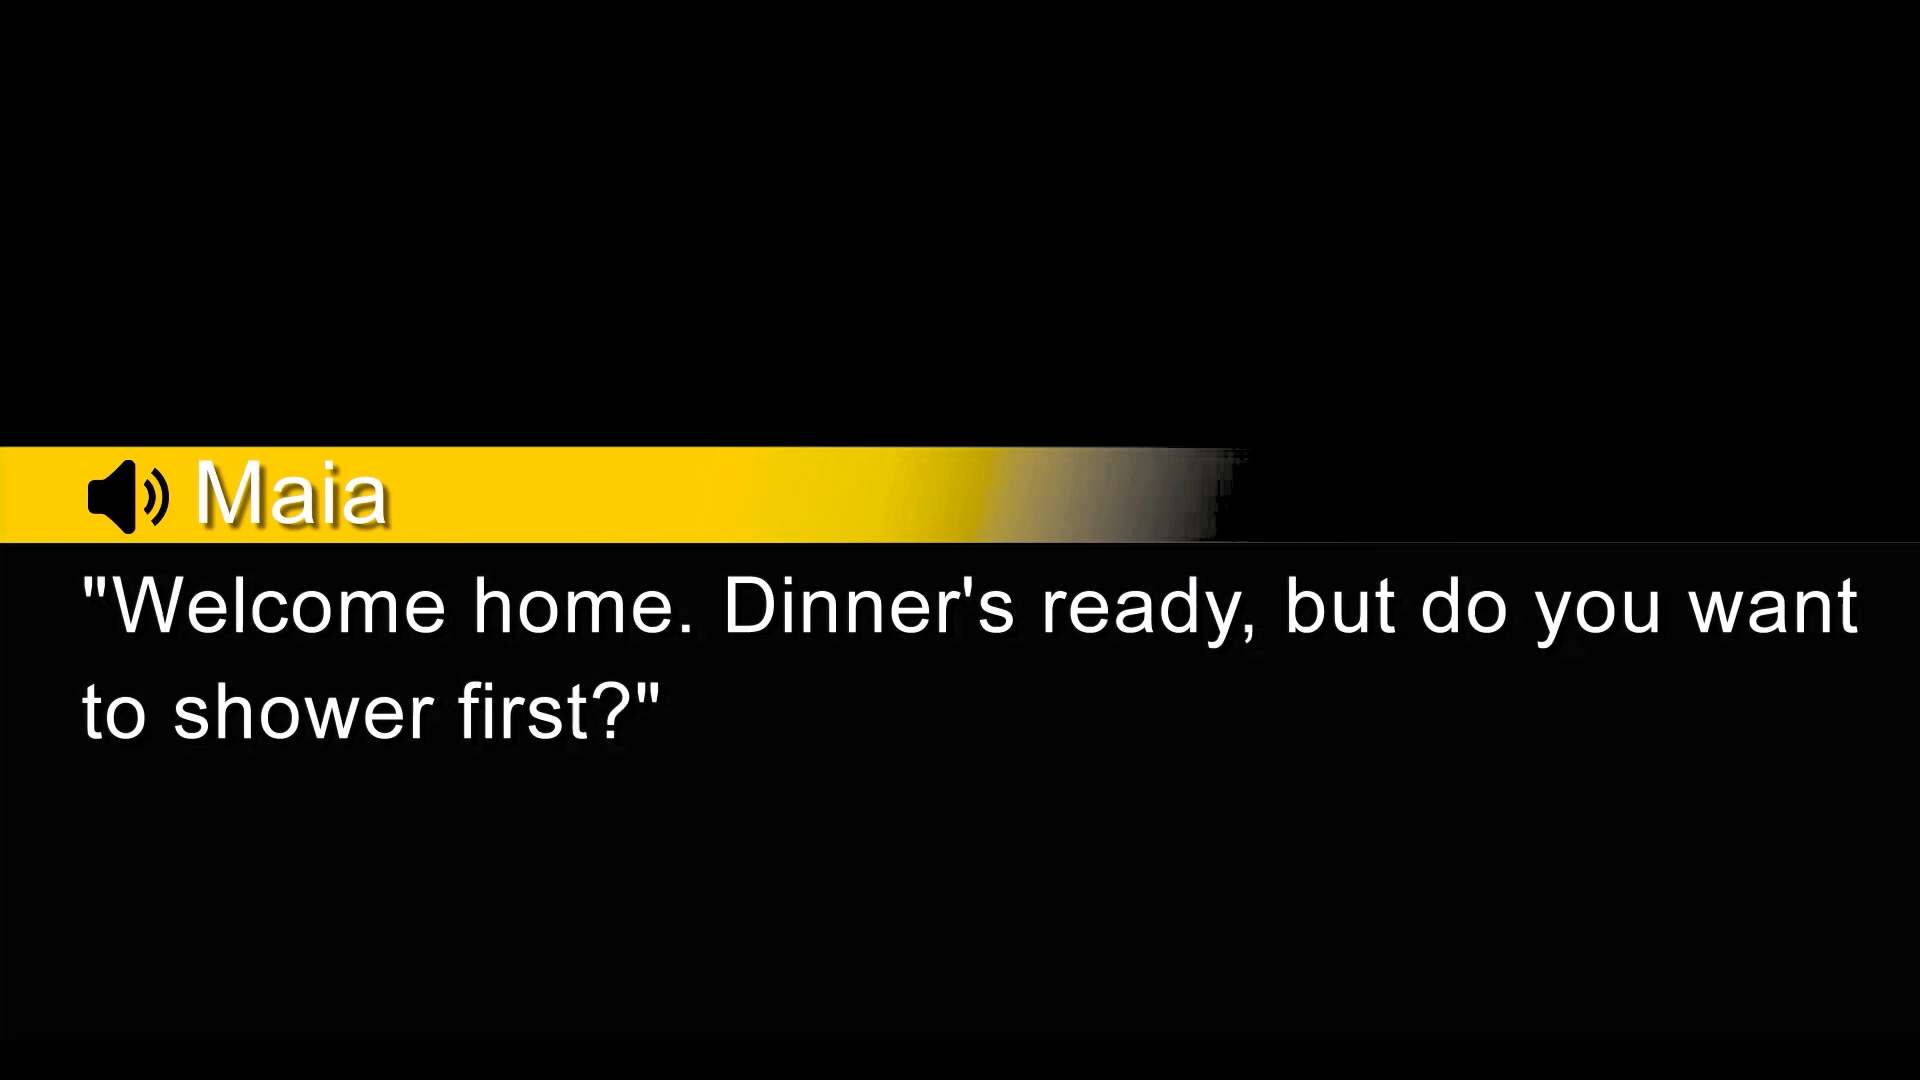 Maia
"Welcome home. Dinner's ready, but do you want
to shower first?"